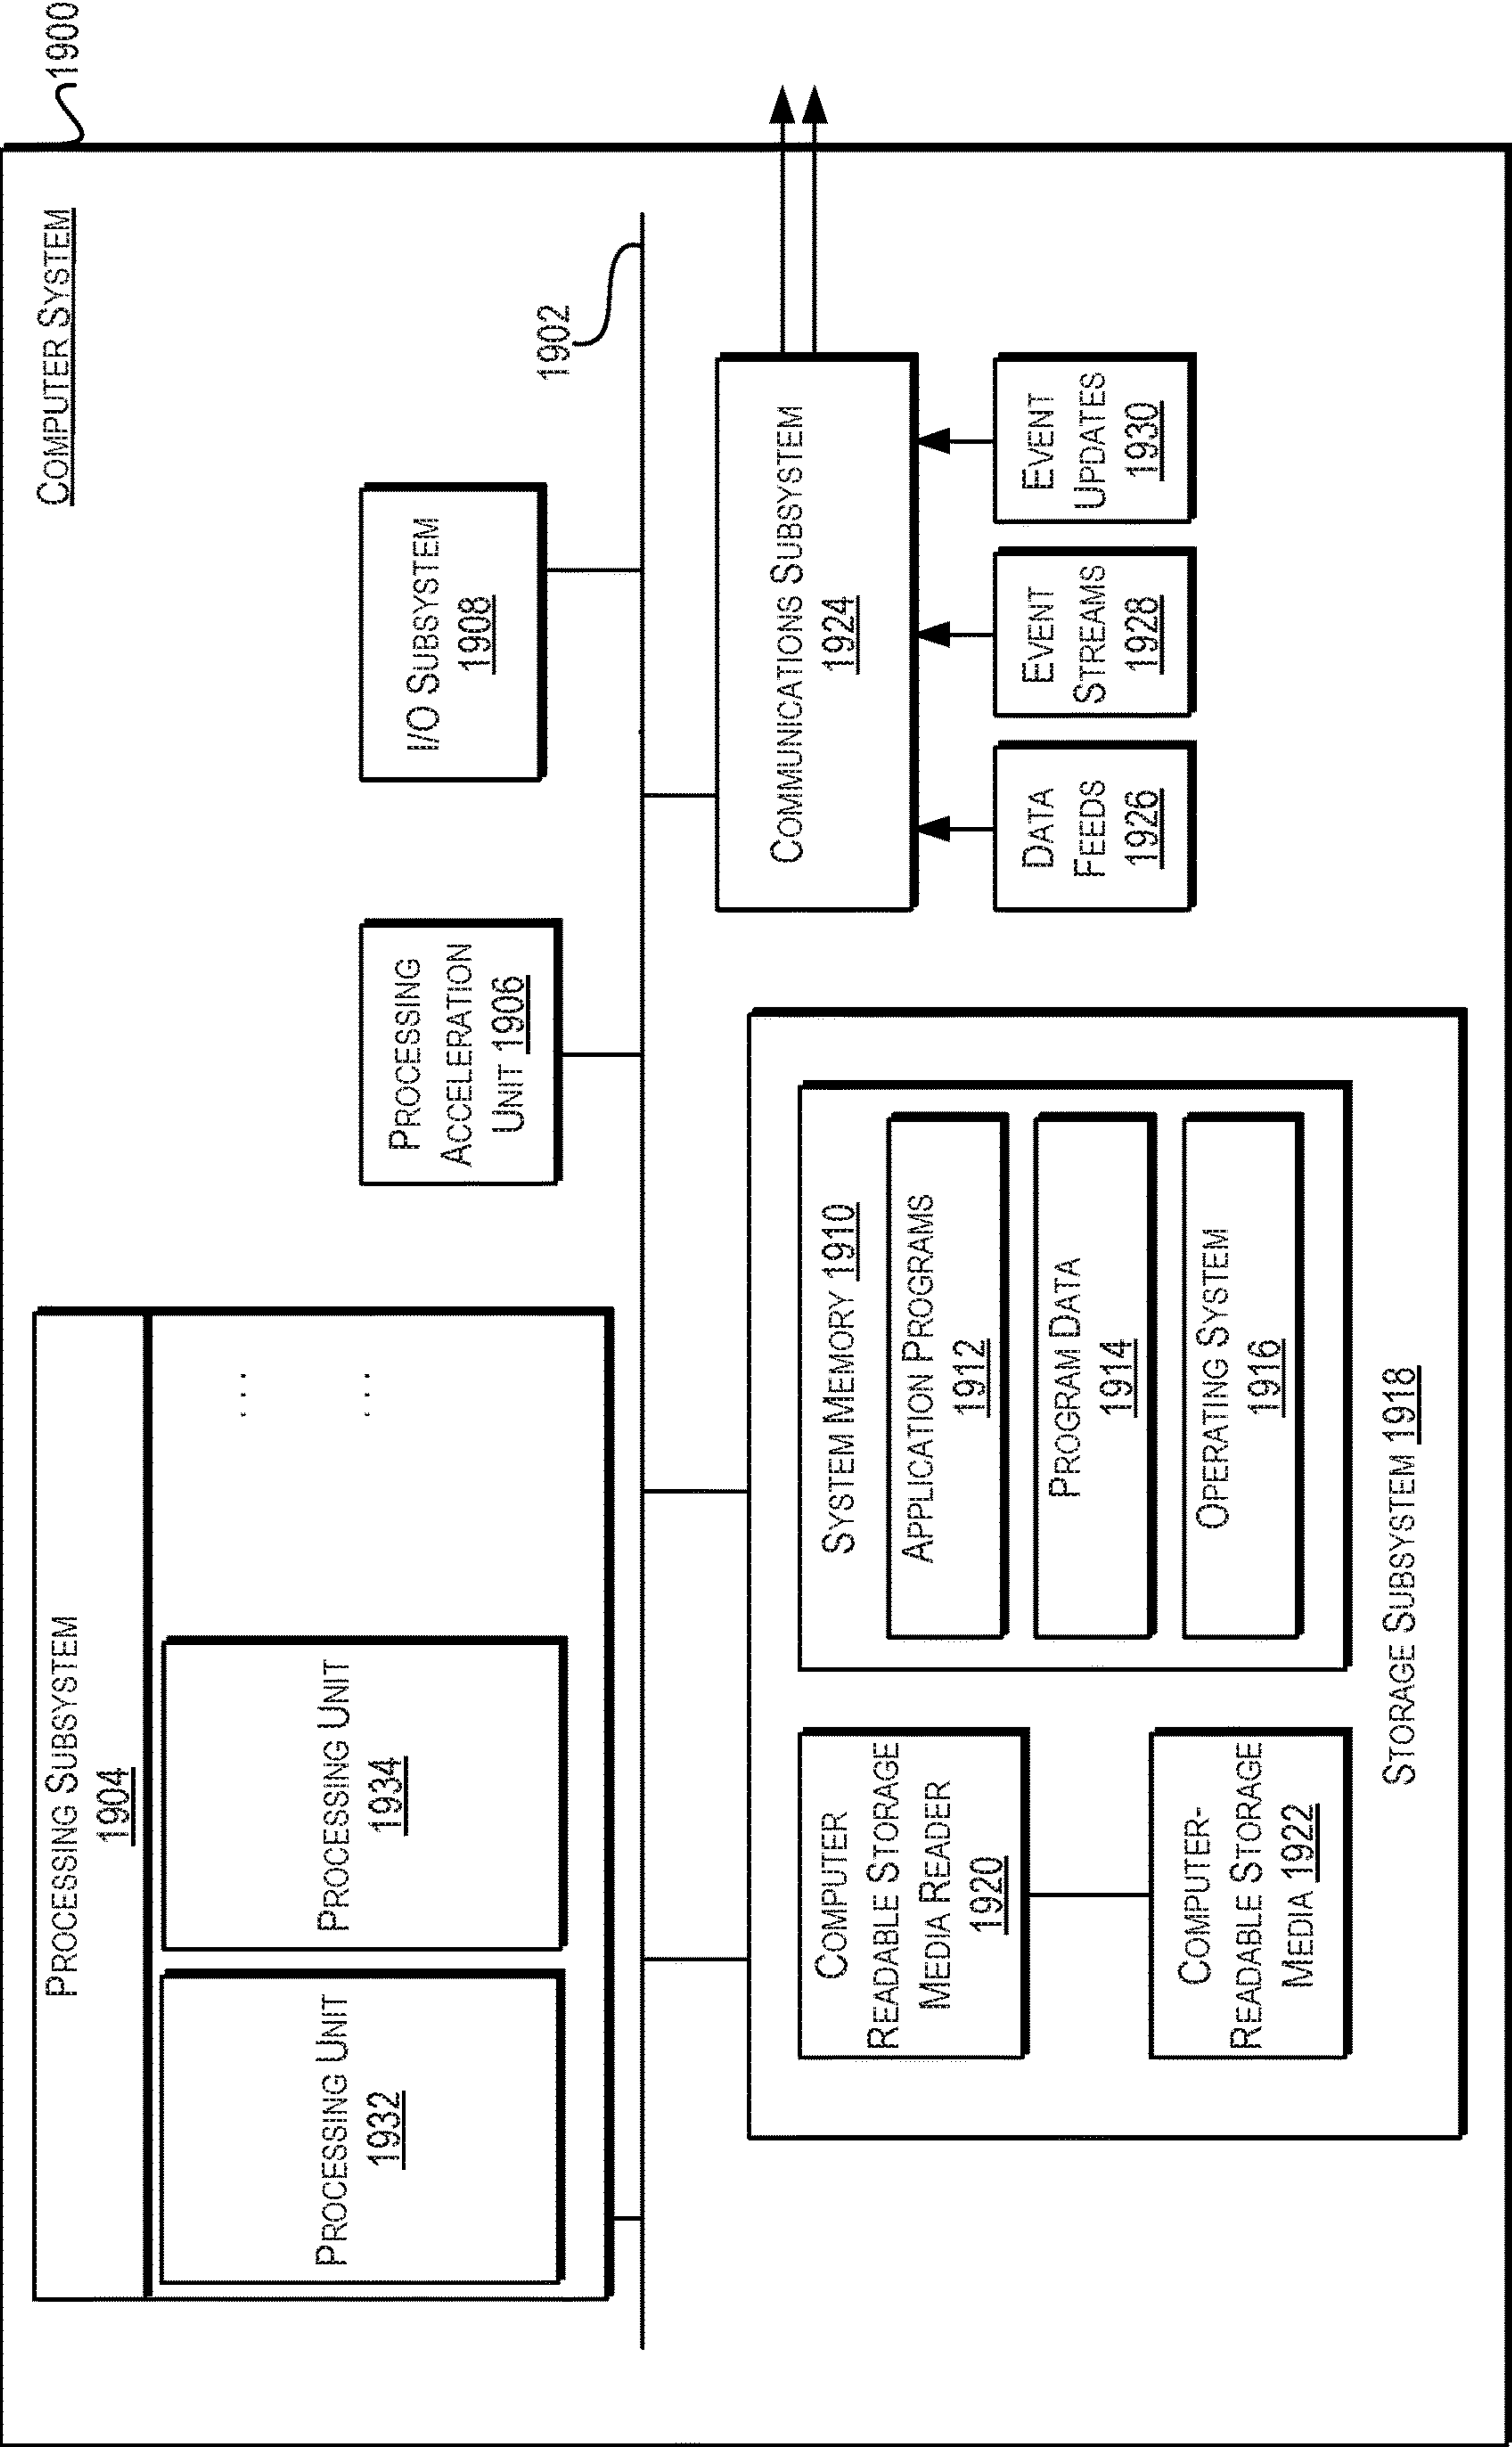 1900
COMPUTER SYSTEM
PROCESSING SUBSYSTEM
1904
PROCESSING UNIT
1932
PROCESSING UNIT
1934
. . .
. . .
PROCESSING
ACCELERATION
UNIT 1906
I/O SUBSYSTEM
1908
1902
COMPUTER
READABLE STORAGE
MEDIA READER
1920
COMPUTER-
READABLE STORAGE
MEDIA 1922
SYSTEM MEMORY 1910
APPLICATION PROGRAMS
1912
PROGRAM DATA
1914
OPERATING SYSTEM
1916
STORAGE SUBSYSTEM 1918
COMMUNICATIONS SUBSYSTEM
1924
DATA
FEEDS
1926
EVENT
STREAMS
1928
EVENT
UPDATES
1930